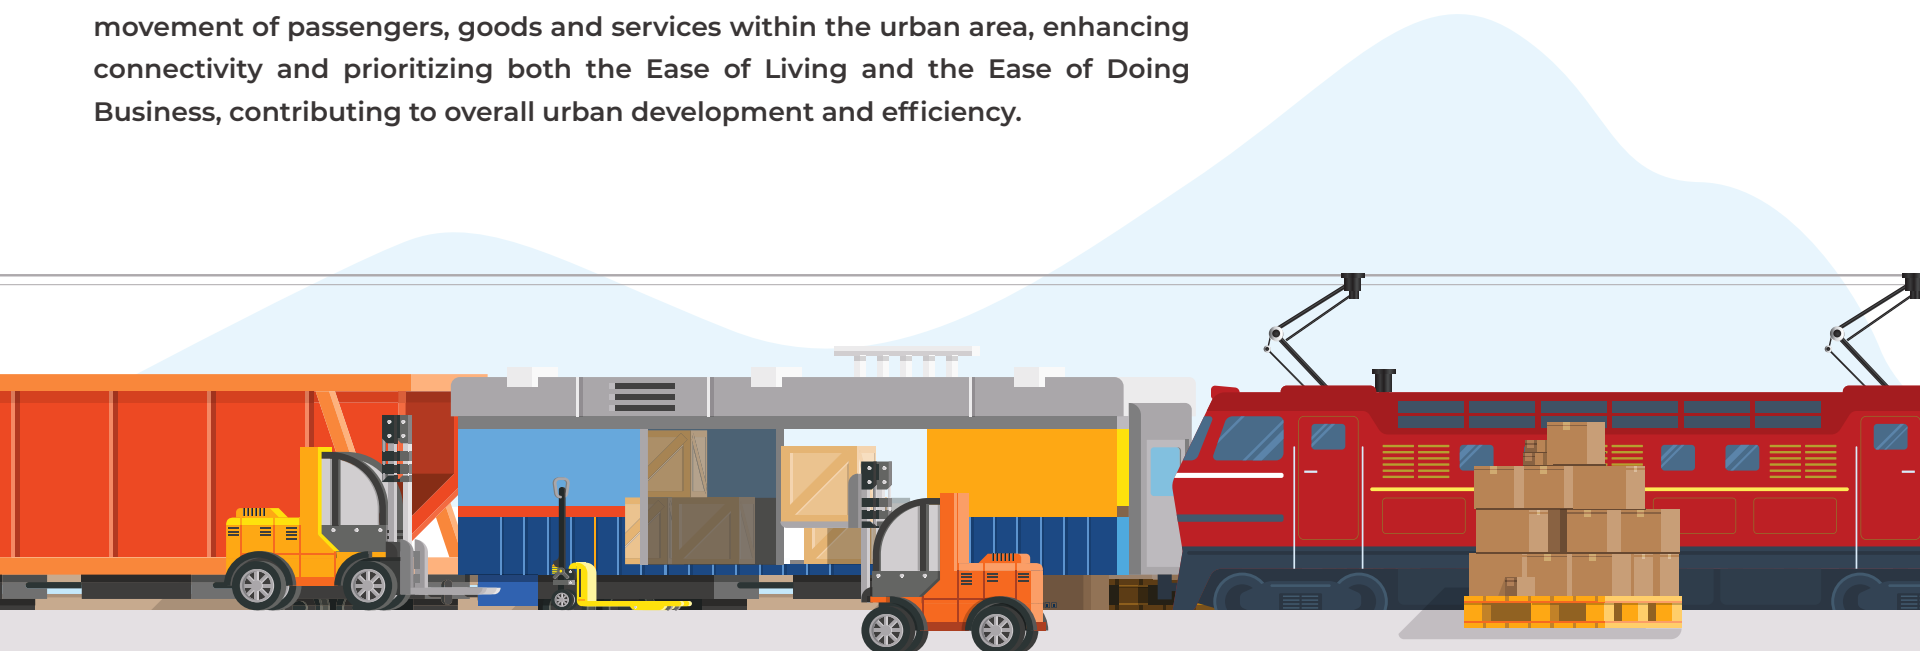 movement of passengers, goods and services within the urban area, enhancing
connectivity and prioritizing both the Ease of Living and the Ease of Doing
Business, contributing to overall urban development and efficiency.